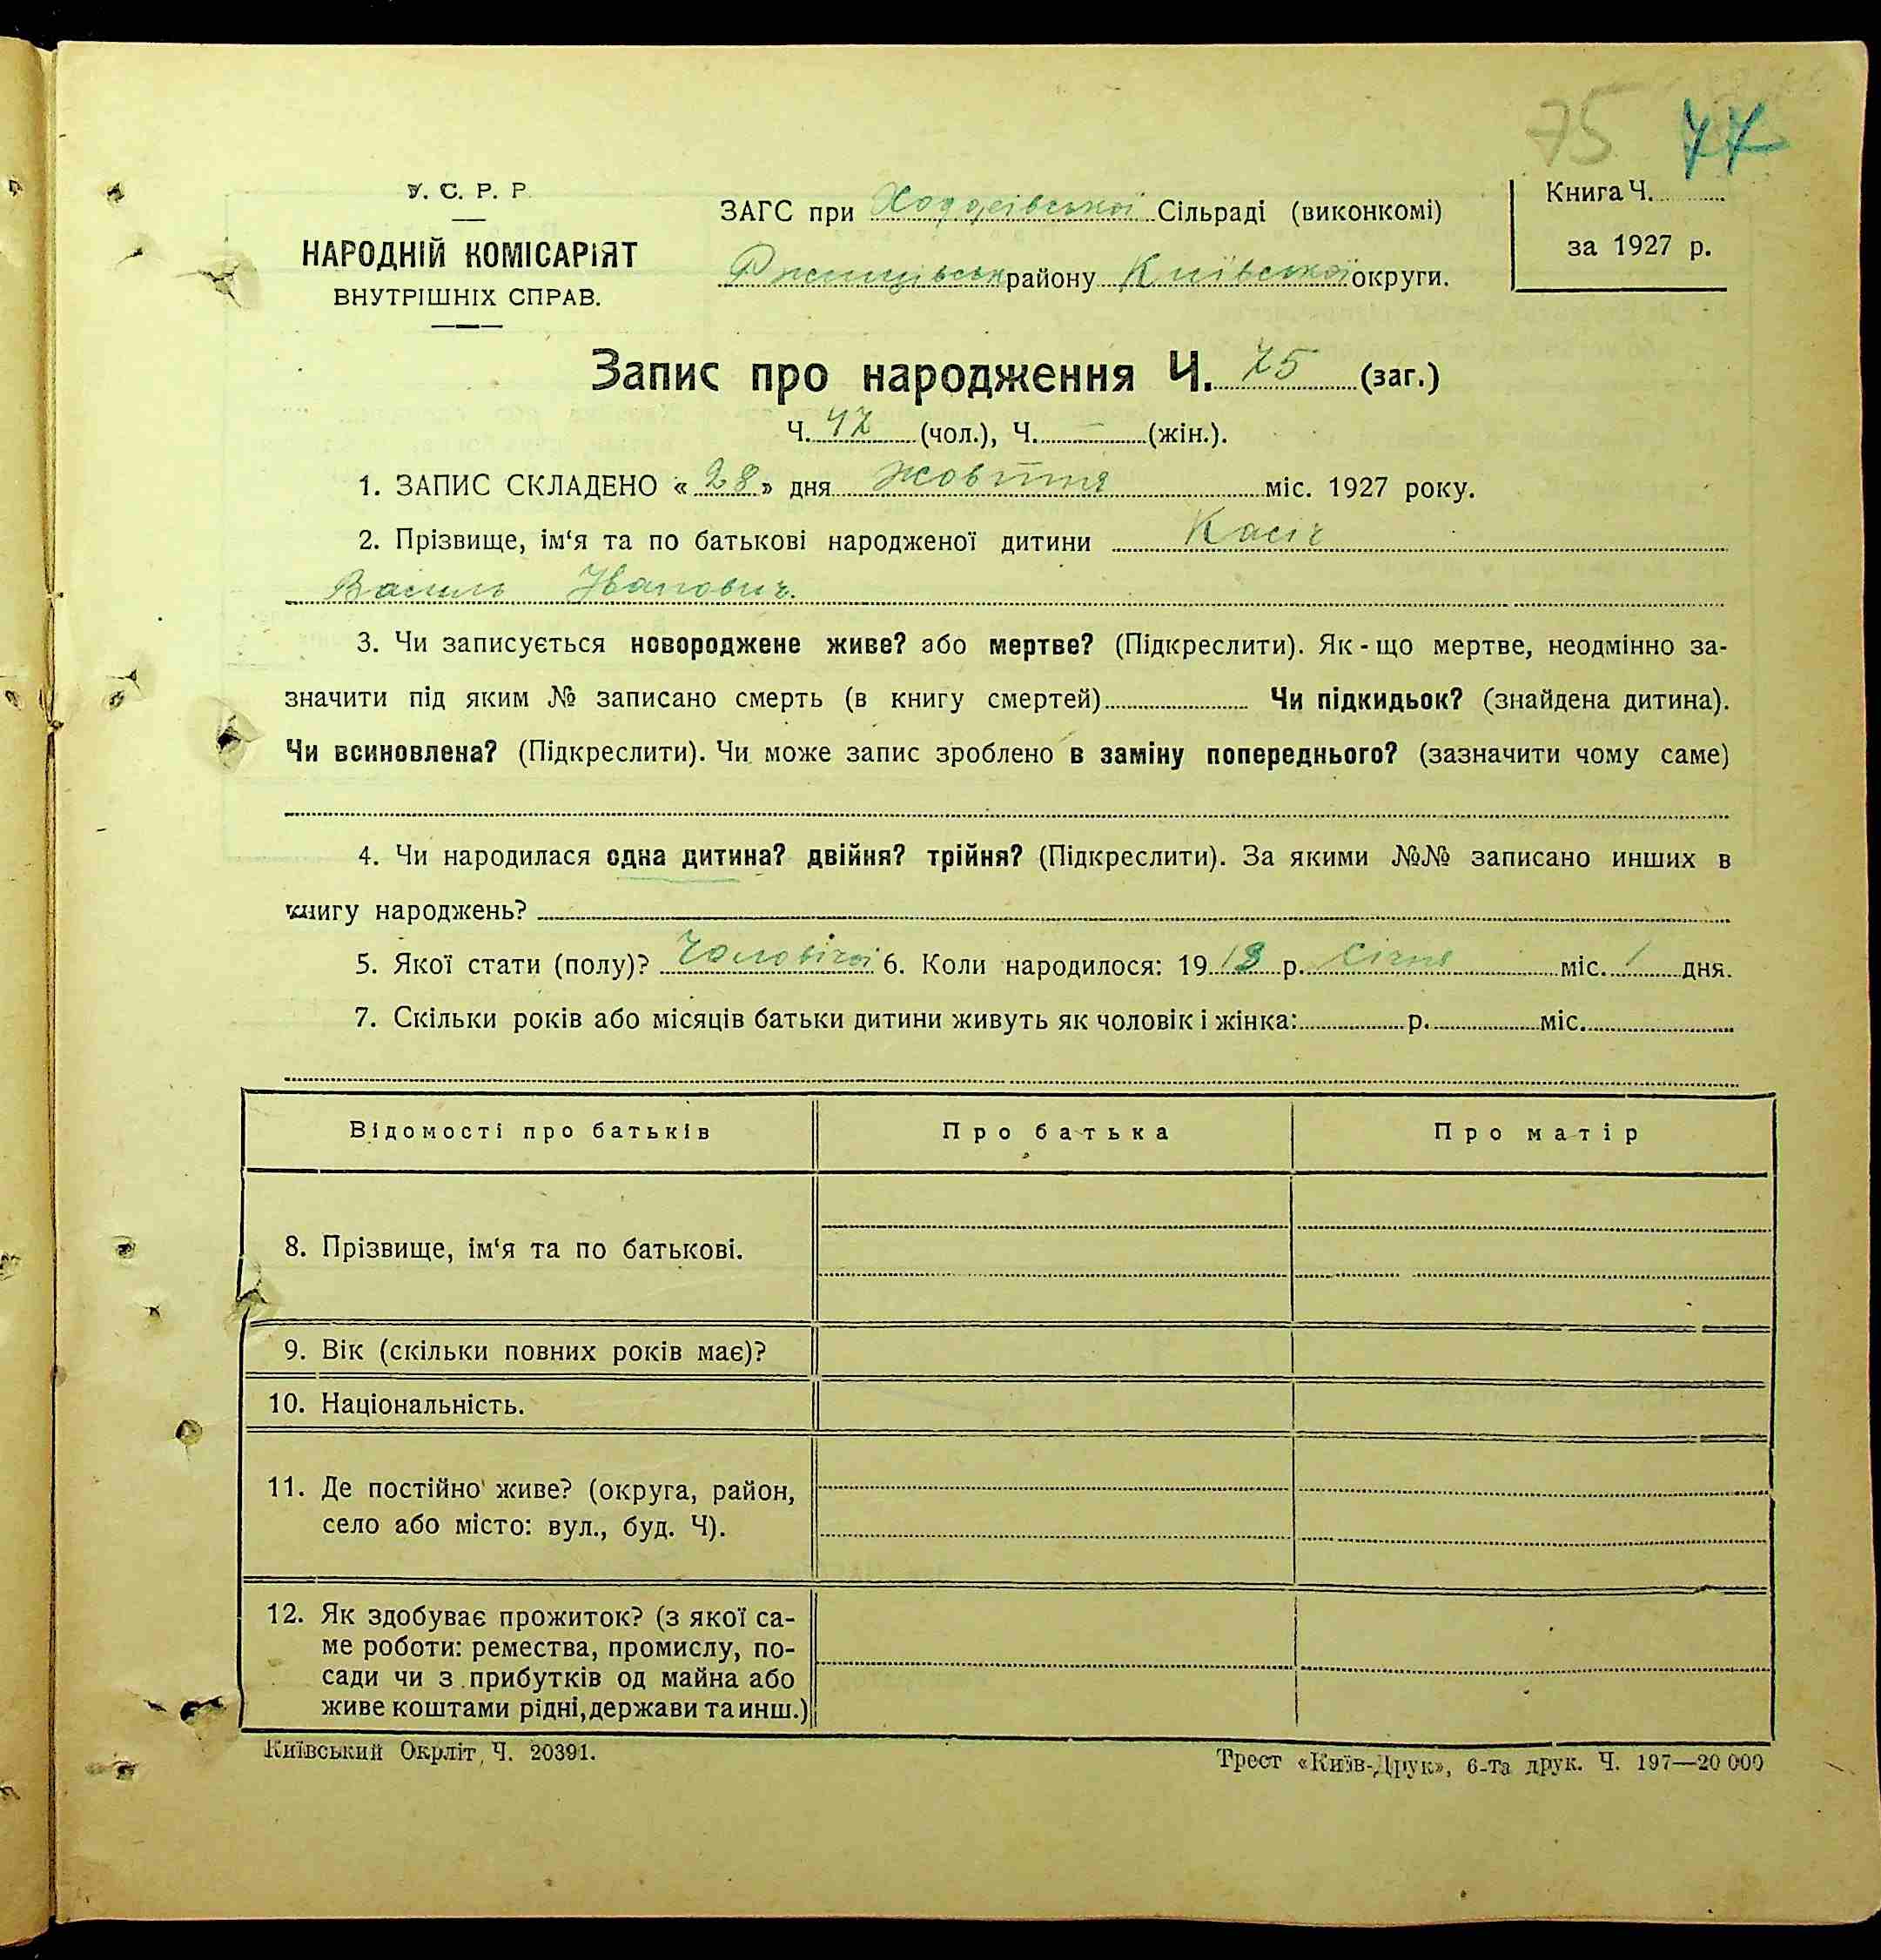 75 77
У. С. Р. Р.
НАРОДНІЙ КОМІСАРІЯТ
ВНУТРІШНІХ СПРАВ.
ЗАГС при Ходорівської Сільраді (виконкомі)
Ржищівськ району Київської округи.
Книга Ч.
за 1927 р.
Запис про народження Ч. 75 (заг.)
Ч. 47 (чол.), Ч. — (жін.).
1. ЗАПИС СКЛАДЕНО « 28 » дня жовтня міс. 1927 року.
2. Прізвище, ім‘я та по батькові народженої дитини Касіч
Василь Іванович.
3. Чи записується новороджене живе? або мертве? (Підкреслити). Як-що мертве, неодмінно за-
значити під яким № записано смерть (в книгу смертей) Чи підкидьок? (знайдена дитина).
Чи всиновлена? (Підкреслити). Чи може запис зроблено в заміну попереднього? (зазначити чому саме)
4. Чи народилася одна дитина? двійня? трійня? (Підкреслити). За якими №№ записано инших в
книгу народжень?
5. Якої стати (полу)? Чоловічої 6. Коли народилося: 19 р. Січня міс. 1 дня.
7. Скільки років або місяців батьки дитини живуть як чоловік і жінка: р. міс.
Відомості про батьків Про батька Про матір
8. Прізвище, ім‘я та по батькові.
9. Вік (скільки повних років має)?
10. Національність.
11. Де постійно живе? (округа, район,
село або місто: вул., буд. Ч).
12. Як здобуває прожиток? (з якої са-
ме роботи: ремества, промислу, по-
сади чи з прибутків од майна або
живе коштами рідні, держави та инш.)
Київський Окрліт, Ч. 20391.
Трест «Київ-Друк», 6-та друк. Ч. 197—20 000